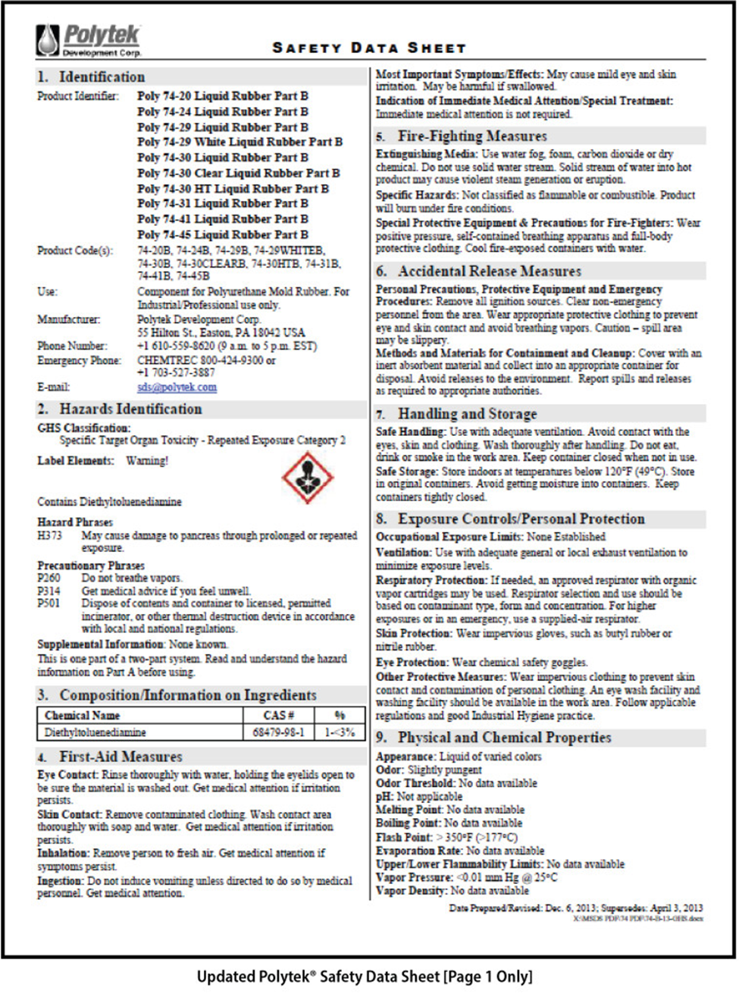 Polytek
Development Corp.
SAFETY DATA SHEET
1. Identification
Product Identifier: Poly 74-20 Liquid Rubber Part B
Poly 74-24 Liquid Rubber Part B
Poly 74-29 Liquid Rubber Part B
Poly 74-29 White Liquid Rubber Part B
Poly 74-30 Liquid Rubber Part B
Poly 74-30 Clear Liquid Rubber Part B
Poly 74-30 HT Liquid Rubber Part B
Poly 74-31 Liquid Rubber Part B
Poly 74-41 Liquid Rubber Part B
Poly 74-45 Liquid Rubber Part B
Product Code(s): 74-20B, 74-24B, 74-29B, 74-29WHITEB,
74-30B, 74-30CLEARB, 74-30HTB, 74-31B,
74-41B, 74-45B
Use: Component for Polyurethane Mold Rubber. For
Industrial/Professional use only.
Manufacturer: Polytek Development Corp.
55 Hilton St., Easton, PA 18042 USA
Phone Number: +1 610-559-8620 (9 a.m. to 5 p.m. EST)
Emergency Phone: CHEMTREC 800-424-9300 or
+1 703-527-3887
E-mail: sds@polytek.com
2. Hazards Identification
GHS Classification:
Specific Target Organ Toxicity - Repeated Exposure Category 2
Label Elements: Warning!
Contains Diethyltoluenediamine
Hazard Phrases
H373 May cause damage to pancreas through prolonged or repeated
exposure.
Precautionary Phrases
P260 Do not breathe vapors.
P314 Get medical advice if you feel unwell.
P501 Dispose of contents and container to licensed, permitted
incinerator, or other thermal destruction device in accordance
with local and national regulations.
Supplemental Information: None known.
This is one part of a two-part system. Read and understand the hazard
information on Part A before using.
3. Composition/Information on Ingredients
Chemical Name CAS # %
Diethyltoluenediamine 68479-98-1 1-<3%
4. First-Aid Measures
Eye Contact: Rinse thoroughly with water, holding the eyelids open to
be sure the material is washed out. Get medical attention if irritation
persists.
Skin Contact: Remove contaminated clothing. Wash contact area
thoroughly with soap and water. Get medical attention if irritation
persists.
Inhalation: Remove person to fresh air. Get medical attention if
symptoms persist.
Ingestion: Do not induce vomiting unless directed to do so by medical
personnel. Get medical attention.
Most Important Symptoms/Effects: May cause mild eye and skin
irritation. May be harmful if swallowed.
Indication of Immediate Medical Attention/Special Treatment:
Immediate medical attention is not required.
5. Fire-Fighting Measures
Extinguishing Media: Use water fog, foam, carbon dioxide or dry
chemical. Do not use solid water stream. Solid stream of water into hot
product may cause violent steam generation or eruption.
Specific Hazards: Not classified as flammable or combustible. Product
will burn under fire conditions.
Special Protective Equipment & Precautions for Fire-Fighters: Wear
positive pressure, self-contained breathing apparatus and full-body
protective clothing. Cool fire-exposed containers with water.
6. Accidental Release Measures
Personal Precautions, Protective Equipment and Emergency
Procedures: Remove all ignition sources. Clear non-emergency
personnel from the area. Wear appropriate protective clothing to prevent
eye and skin contact and avoid breathing vapors. Caution – spill area
may be slippery.
Methods and Materials for Containment and Cleanup: Cover with an
inert absorbent material and collect into an appropriate container for
disposal. Avoid releases to the environment. Report spills and releases
as required to appropriate authorities.
7. Handling and Storage
Safe Handling: Use with adequate ventilation. Avoid contact with the
eyes, skin and clothing. Wash thoroughly after handling. Do not eat,
drink or smoke in the work area. Keep container closed when not in use.
Safe Storage: Store indoors at temperatures below 120°F (49°C). Store
in original containers. Avoid getting moisture into containers. Keep
containers tightly closed.
8. Exposure Controls/Personal Protection
Occupational Exposure Limits: None Established
Ventilation: Use with adequate general or local exhaust ventilation to
minimize exposure levels.
Respiratory Protection: If needed, an approved respirator with organic
vapor cartridges may be used. Respirator selection and use should be
based on contaminant type, form and concentration. For higher
exposures or in an emergency, use a supplied-air respirator.
Skin Protection: Wear impervious gloves, such as butyl rubber or
nitrile rubber.
Eye Protection: Wear chemical safety goggles.
Other Protective Measures: Wear impervious clothing to prevent skin
contact and contamination of personal clothing. An eye wash facility and
washing facility should be available in the work area. Follow applicable
regulations and good Industrial Hygiene practice.
9. Physical and Chemical Properties
Appearance: Liquid of varied colors
Odor: Slightly pungent
Odor Threshold: No data available
pH: Not applicable
Melting Point: No data available
Boiling Point: No data available
Flash Point: > 350°F (>177°C)
Evaporation Rate: No data available
Upper/Lower Flammability Limits: No data available
Vapor Pressure: <0.01 mm Hg @ 25°C
Vapor Density: No data available
Date Prepared/Revised: Dec. 6, 2013; Supersedes: April 3, 2013
X:\MSDS PDF\74 PDF\74-B-13-GHS.docx
Updated Polytek® Safety Data Sheet [Page 1 Only]